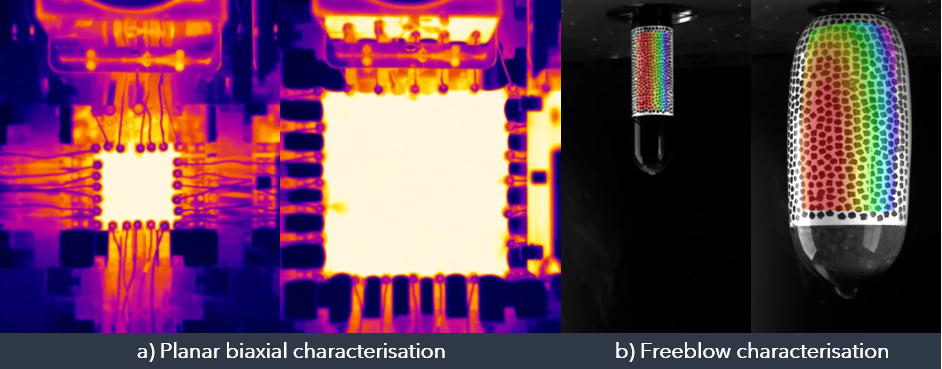 a) Planar biaxial characterisation
b) Freeblow characterisation